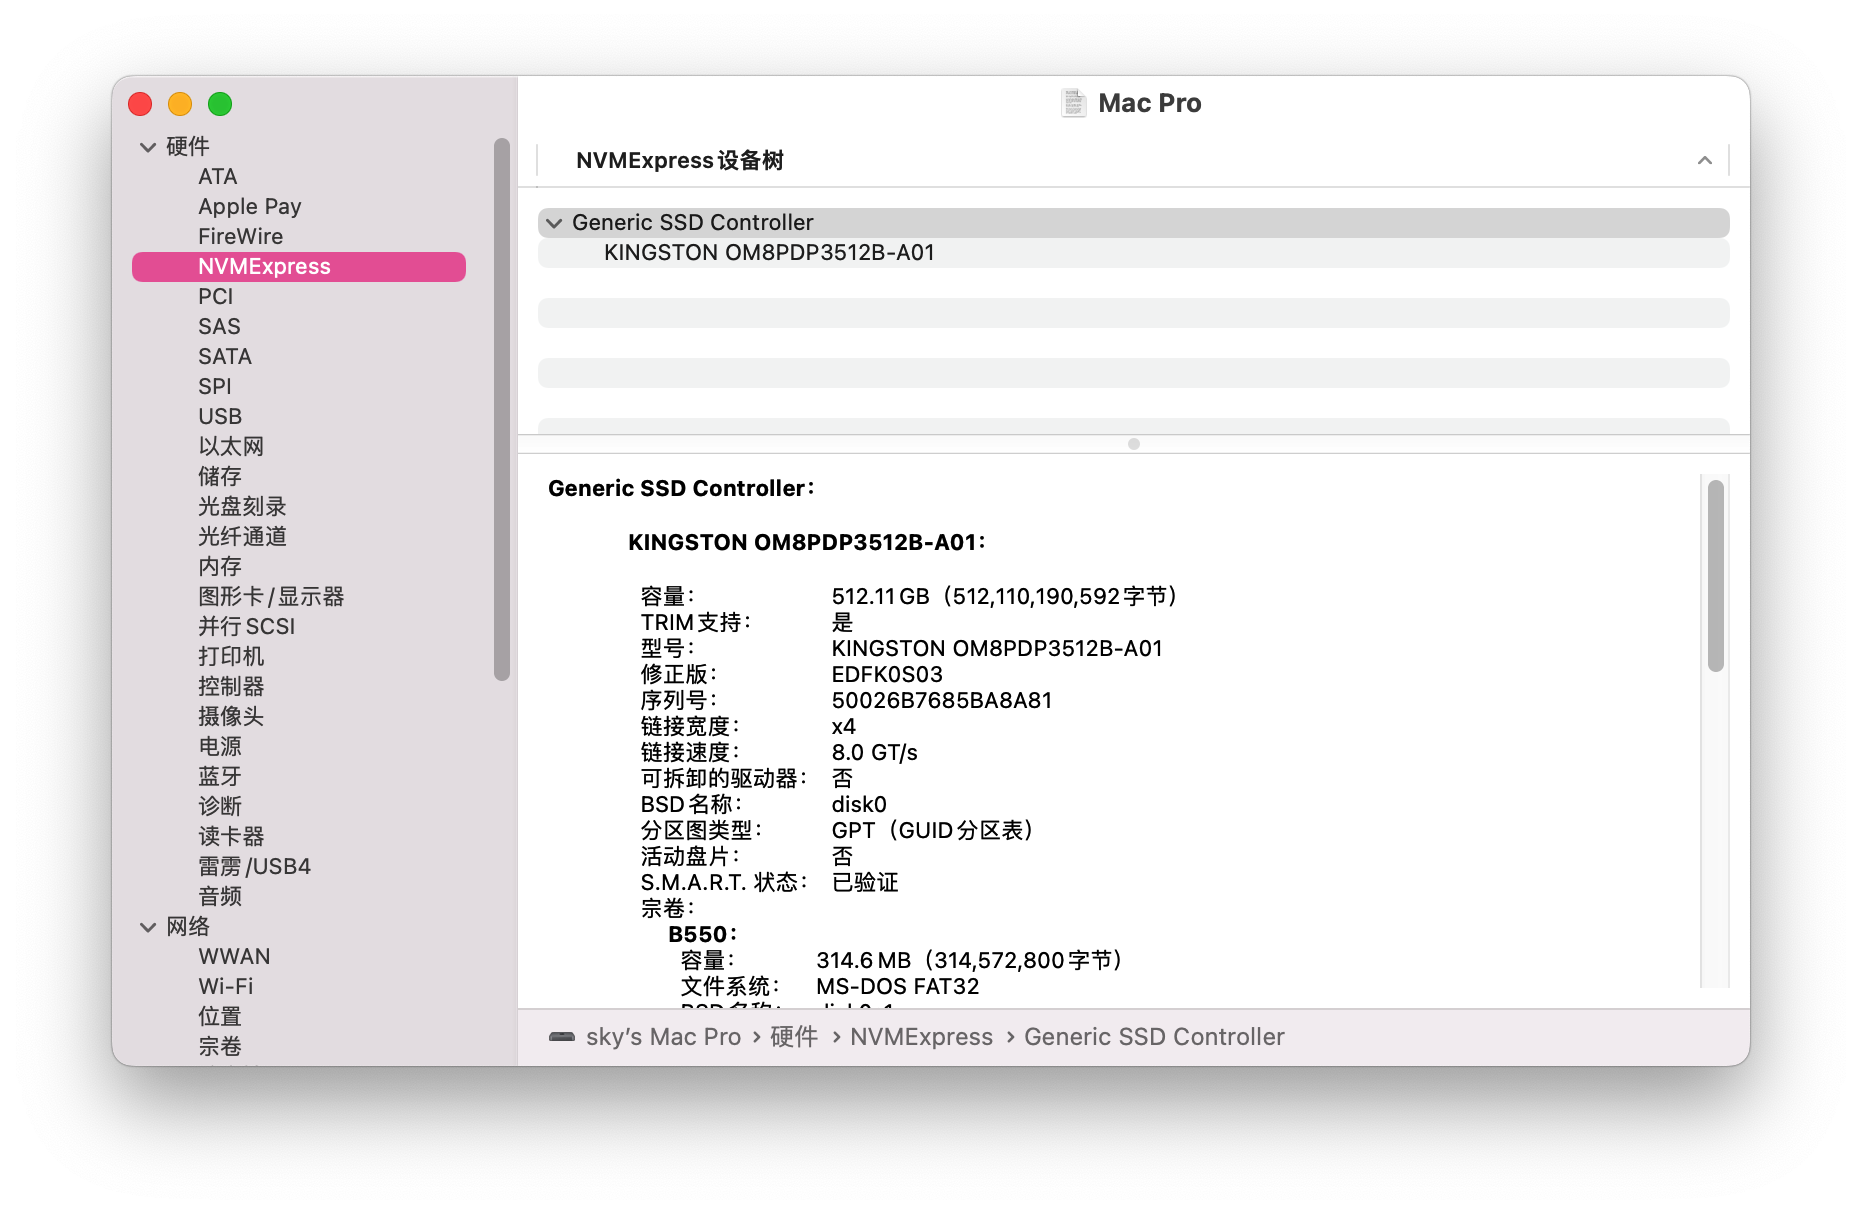 硬件
ATA
Apple Pay
FireWire
NVMExpress
PCI
SAS
SATA
SPI
USB
以太网
储存
光盘刻录
光纤通道
内存
图形卡/显示器
并行SCSI
打印机
控制器
摄像头
电源
蓝牙
诊断
读卡器
雷雳/USB4
音频
网络
WWAN
Wi-Fi
位置
宗卷
Mac Pro
NVMExpress设备树
Generic SSD Controller
KINGSTON OM8PDP3512B-A01
Generic SSD Controller：
KINGSTON OM8PDP3512B-A01：
容量： 512.11 GB（512,110,190,592字节）
TRIM支持： 是
型号： KINGSTON OM8PDP3512B-A01
修正版： EDFK0S03
序列号： 50026B7685BA8A81
链接宽度： x4
链接速度： 8.0 GT/s
可拆卸的驱动器： 否
BSD名称： disk0
分区图类型： GPT（GUID分区表）
活动盘片： 否
S.M.A.R.T. 状态： 已验证
宗卷：
B550：
容量： 314.6 MB（314,572,800字节）
文件系统： MS-DOS FAT32
sky’s Mac Pro › 硬件 › NVMExpress › Generic SSD Controller